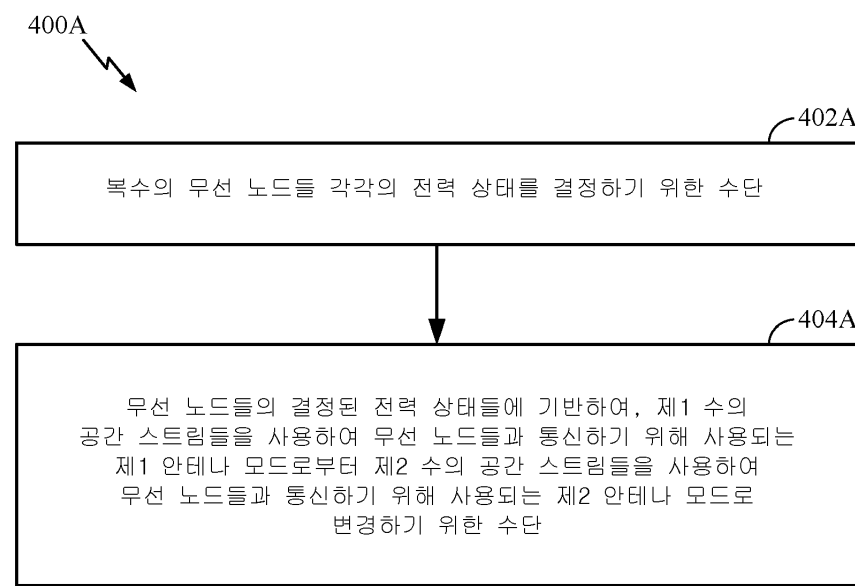 400A
402A
복수의 무선 노드들 각각의 전력 상태를 결정하기 위한 수단
404A
무선 노드들의 결정된 전력 상태들에 기반하여, 제1 수의
공간 스트림들을 사용하여 무선 노드들과 통신하기 위해 사용되는
제1 안테나 모드로부터 제2 수의 공간 스트림들을 사용하여
무선 노드들과 통신하기 위해 사용되는 제2 안테나 모드로
변경하기 위한 수단